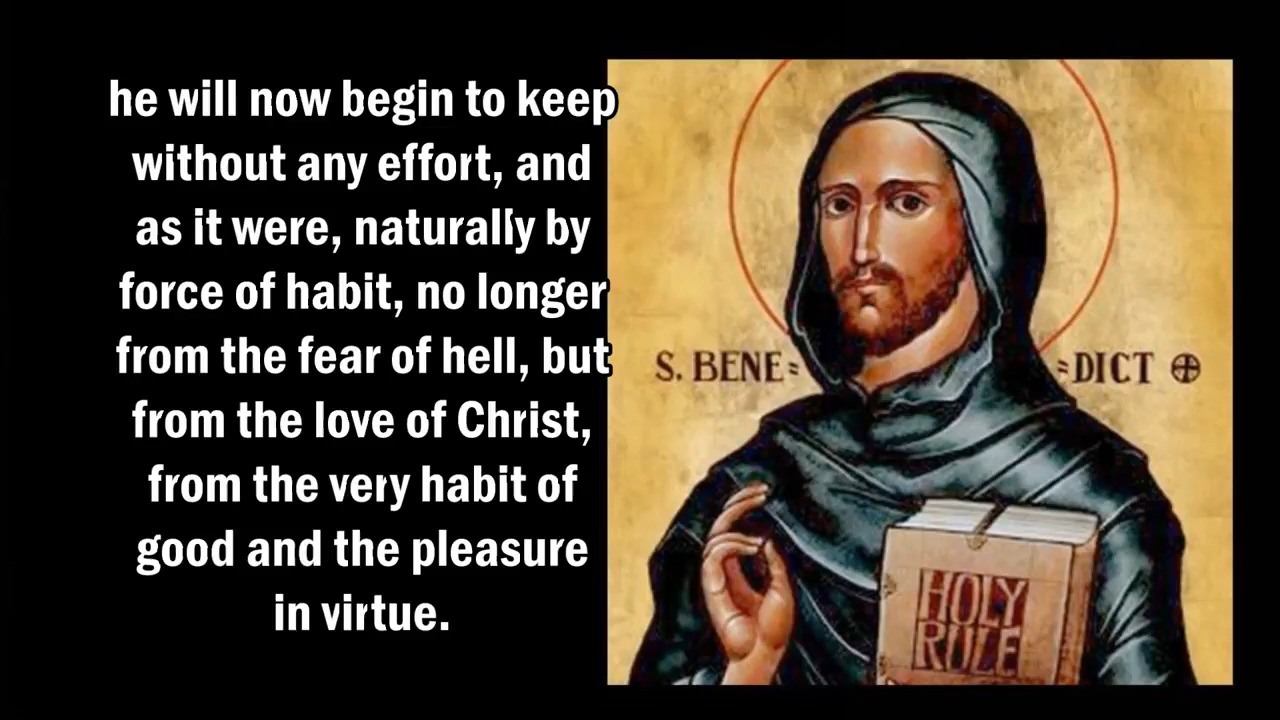 he will now begin to keep
without any effort, and
as it were, naturally by
force of habit, no longer
from the fear of hell, but
from the love of Christ,
from the very habit of
good and the pleasure
in virtue.
S. BENE=
=DICT ⊕
HOLY
RULE